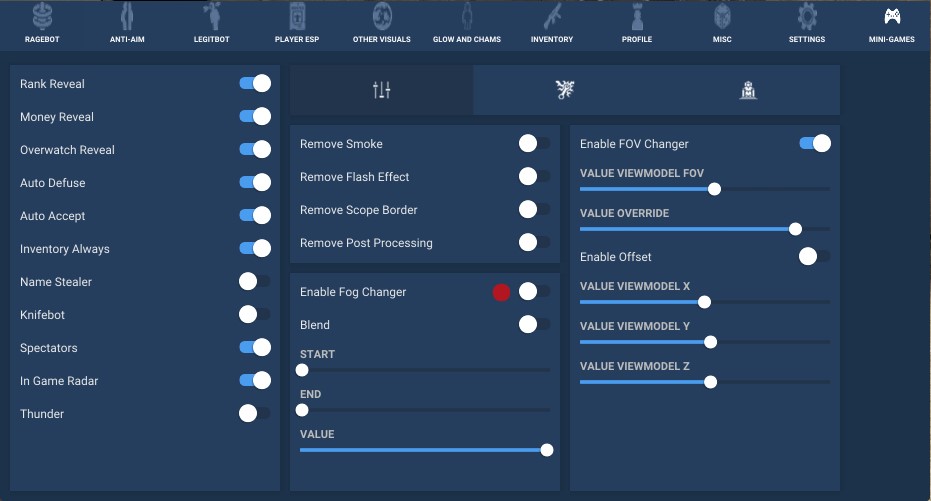 RAGEBOT ANTI-AIM LEGITBOT PLAYER ESP OTHER VISUALS GLOW AND CHAMS INVENTORY PROFILE MISC SETTINGS MINI-GAMES
Rank Reveal
Money Reveal
Overwatch Reveal
Auto Defuse
Auto Accept
Inventory Always
Name Stealer
Knifebot
Spectators
In Game Radar
Thunder
Remove Smoke
Remove Flash Effect
Remove Scope Border
Remove Post Processing
Enable Fog Changer
Blend
START
END
VALUE
Enable FOV Changer
VALUE VIEWMODEL FOV
VALUE OVERRIDE
Enable Offset
VALUE VIEWMODEL X
VALUE VIEWMODEL Y
VALUE VIEWMODEL Z